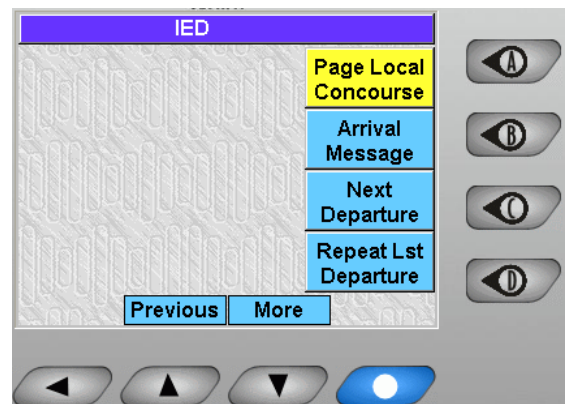 IED
Page Local
Concourse
A
Arrival
Message
B
Next
Departure
C
Repeat Lst
Departure
D
Previous
More